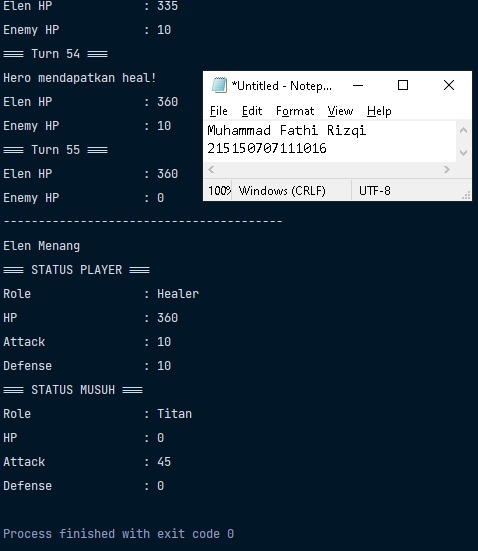 Elen HP : 335
Enemy HP : 10
=== Turn 54 ===
Hero mendapatkan heal!
Elen HP : 360
Enemy HP : 10
=== Turn 55 ===
Elen HP : 360
Enemy HP : 0
----------------------------------------
Elen Menang
=== STATUS PLAYER ===
Role : Healer
HP : 360
Attack : 10
Defense : 10
=== STATUS MUSUH ===
Role : Titan
HP : 0
Attack : 45
Defense : 0
Process finished with exit code 0
*Untitled - Notep...
File Edit Format View Help
Muhammad Fathi Rizqi
215150707111016
100% Windows (CRLF) UTF-8